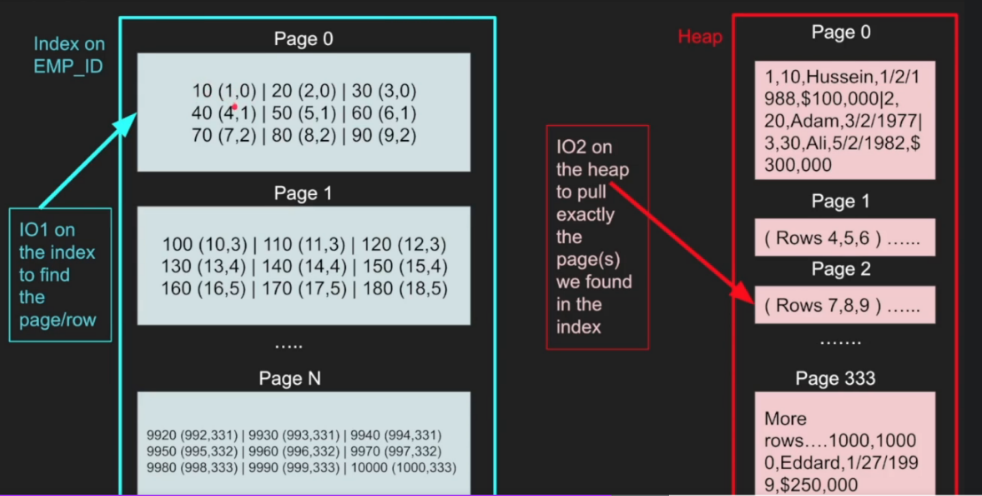 Index on
EMP_ID
Page 0
10 (1,0) | 20 (2,0) | 30 (3,0)
40 (4,1) | 50 (5,1) | 60 (6,1)
70 (7,2) | 80 (8,2) | 90 (9,2)
Page 1
100 (10,3) | 110 (11,3) | 120 (12,3)
130 (13,4) | 140 (14,4) | 150 (15,4)
160 (16,5) | 170 (17,5) | 180 (18,5)
.....
Page N
9920 (992,331) | 9930 (993,331) | 9940 (994,331)
9950 (995,332) | 9960 (996,332) | 9970 (997,332)
9980 (998,333) | 9990 (999,333) | 10000 (1000,333)
IO1 on
the index
to find
the
page/row
IO2 on
the heap
to pull
exactly
the
page(s)
we found
in the
index
Heap
Page 0
1,10,Hussein,1/2/1
988,$100,000|2,
20,Adam,3/2/1977|
3,30,Ali,5/2/1982,$
300,000
Page 1
( Rows 4,5,6 ) ......
Page 2
( Rows 7,8,9 ) ......
.......
Page 333
More
rows....1000,1000
0,Eddard,1/27/199
9,$250,000